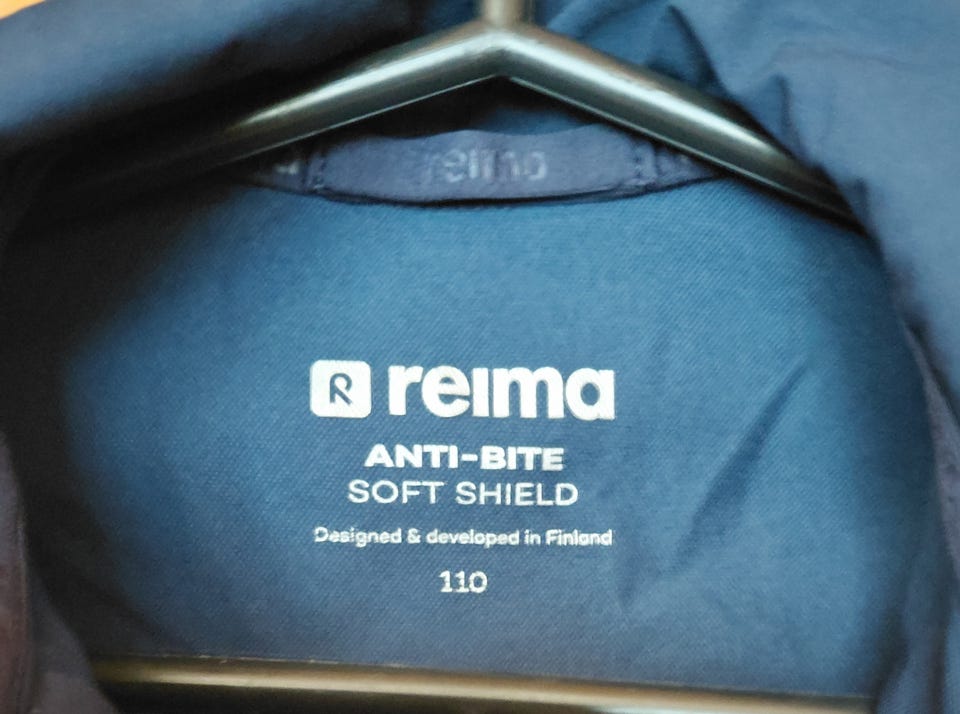 reima
reima
ANTI-BITE
SOFT SHIELD
Designed & developed in Finland
110